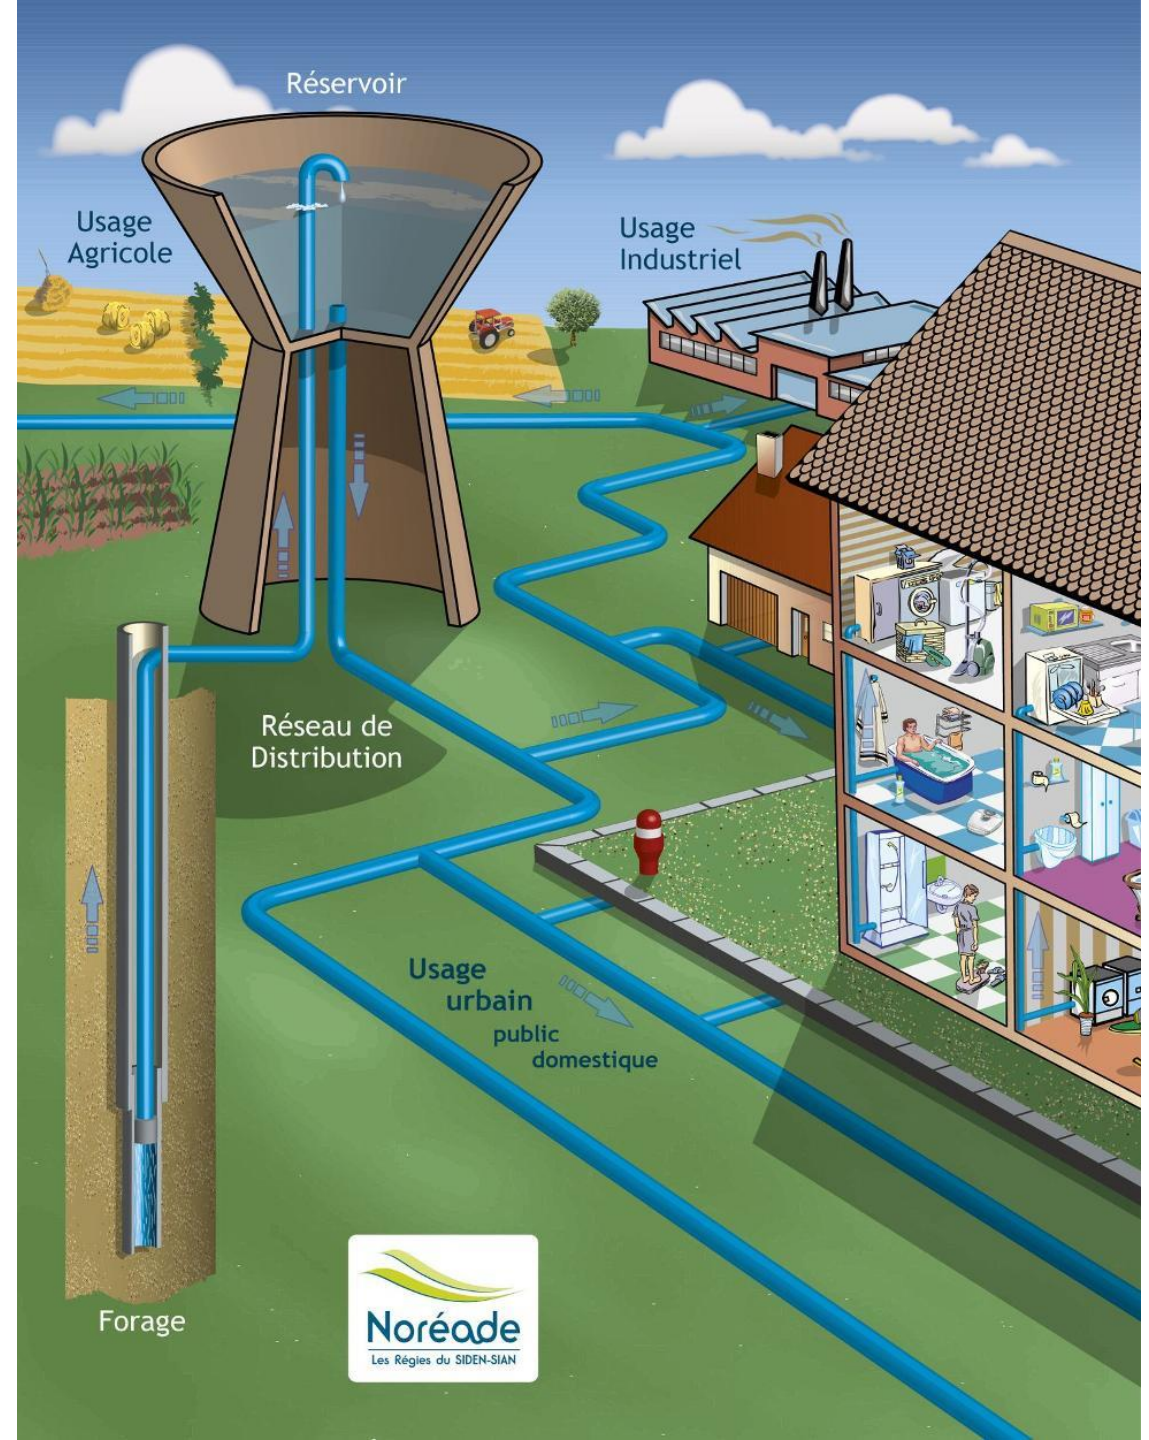 Réservoir
Usage
Agricole
Usage
Industriel
Réseau de
Distribution
Usage
urbain
public
domestique
Forage
Noréade
Les Régies du SIDEN-SIAN